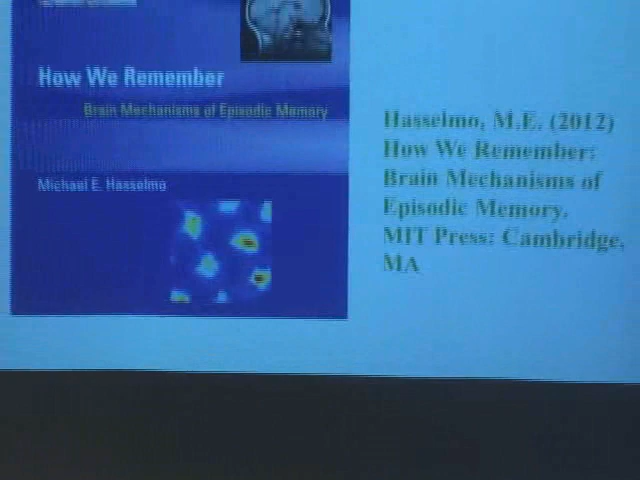 How We Remember
Brain Mechanisms of Episodic Memory
Michael E. Hasselmo
Hasselmo, M.E. (2012)
How We Remember:
Brain Mechanisms of
Episodic Memory.
MIT Press: Cambridge,
MA